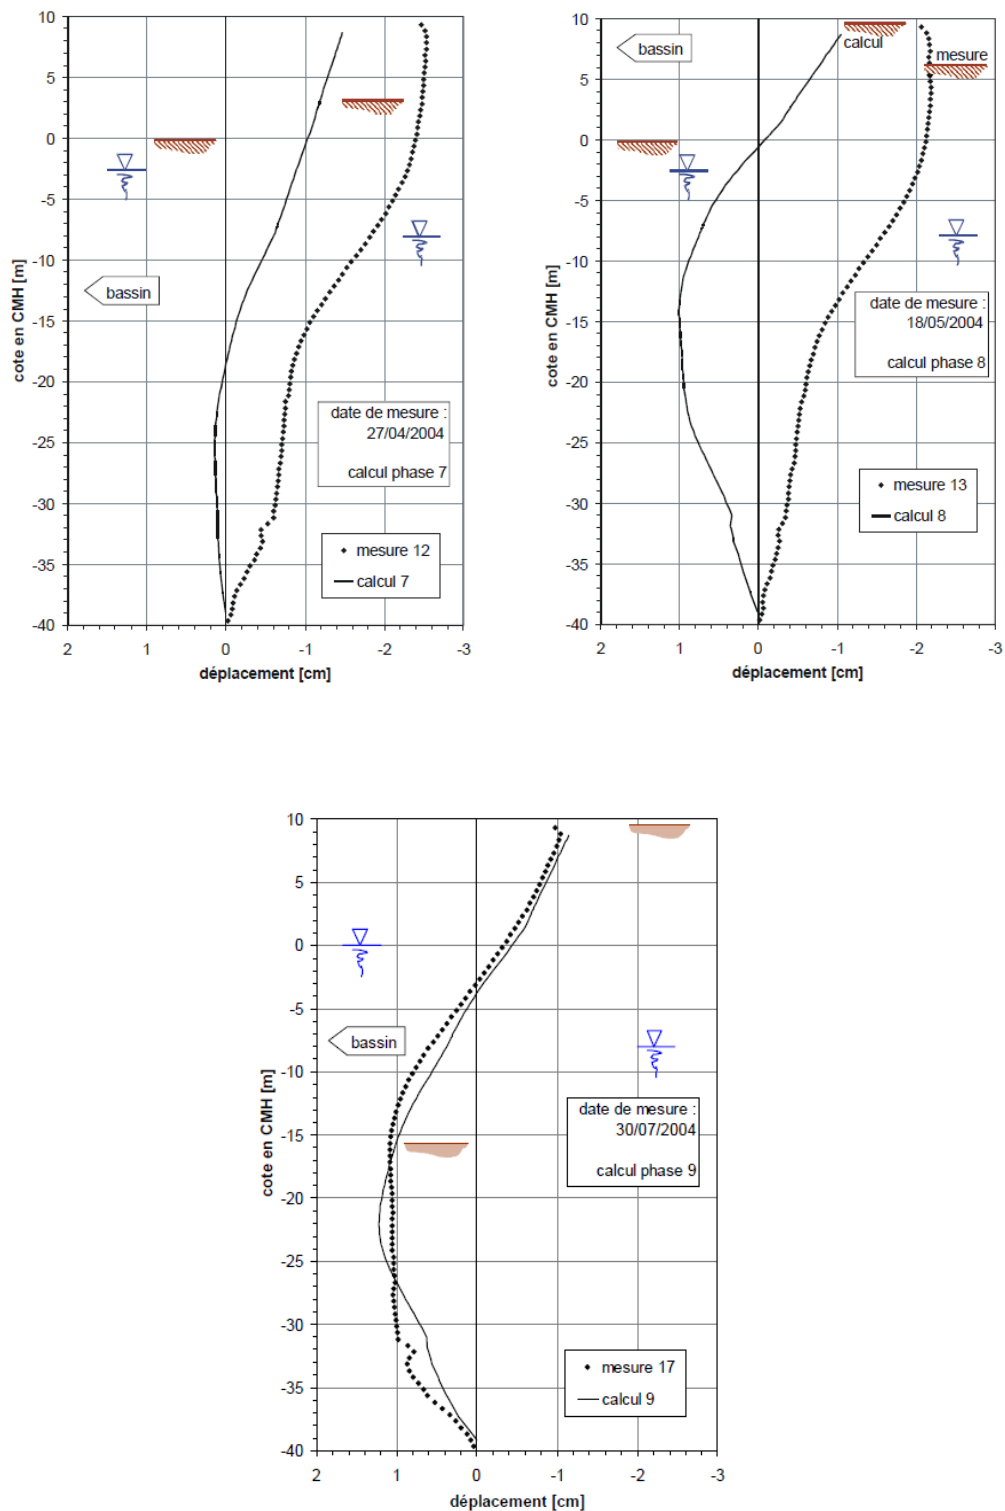 10
5
0
-5
-10
-15
-20
-25
-30
-35
-40
cote en CMH [m]
bassin
date de mesure :
27/04/2004
calcul phase 7
mesure 12
calcul 7
2 1 0 -1 -2 -3
déplacement [cm]
10
5
0
-5
-10
-15
-20
-25
-30
-35
-40
cote en CMH [m]
bassin
calcul
mesure
date de mesure :
18/05/2004
calcul phase 8
mesure 13
calcul 8
2 1 0 -1 -2 -3
déplacement [cm]
10
5
0
-5
-10
-15
-20
-25
-30
-35
-40
cote en CMH [m]
bassin
date de mesure :
30/07/2004
calcul phase 9
mesure 17
calcul 9
2 1 0 -1 -2 -3
déplacement [cm]